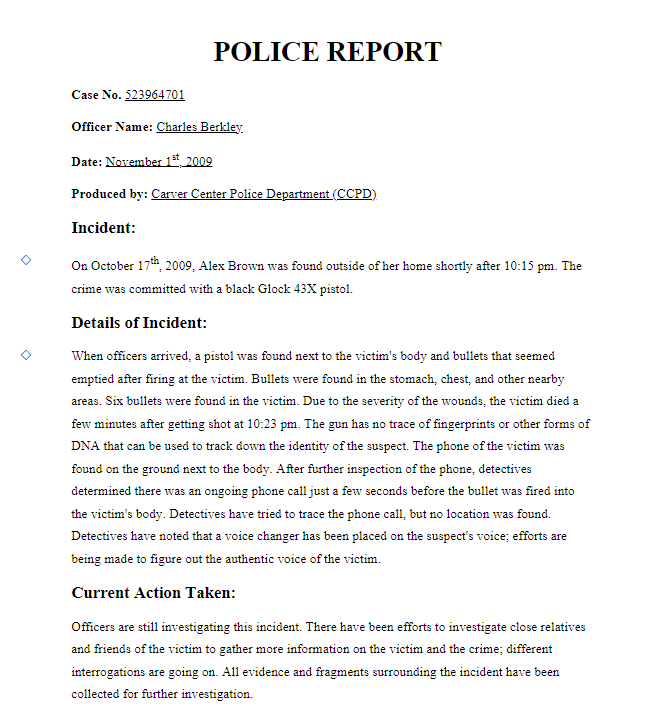 POLICE REPORT
Case No. 523964701
Officer Name: Charles Berkley
Date: November 1st, 2009
Produced by: Carver Center Police Department (CCPD)
Incident:
On October 17th, 2009, Alex Brown was found outside of her home shortly after 10:15 pm. The
crime was committed with a black Glock 43X pistol.
Details of Incident:
When officers arrived, a pistol was found next to the victim's body and bullets that seemed
emptied after firing at the victim. Bullets were found in the stomach, chest, and other nearby
areas. Six bullets were found in the victim. Due to the severity of the wounds, the victim died a
few minutes after getting shot at 10:23 pm. The gun has no trace of fingerprints or other forms of
DNA that can be used to track down the identity of the suspect. The phone of the victim was
found on the ground next to the body. After further inspection of the phone, detectives
determined there was an ongoing phone call just a few seconds before the bullet was fired into
the victim's body. Detectives have tried to trace the phone call, but no location was found.
Detectives have noted that a voice changer has been placed on the suspect's voice; efforts are
being made to figure out the authentic voice of the victim.
Current Action Taken:
Officers are still investigating this incident. There have been efforts to investigate close relatives
and friends of the victim to gather more information on the victim and the crime; different
interrogations are going on. All evidence and fragments surrounding the incident have been
collected for further investigation.